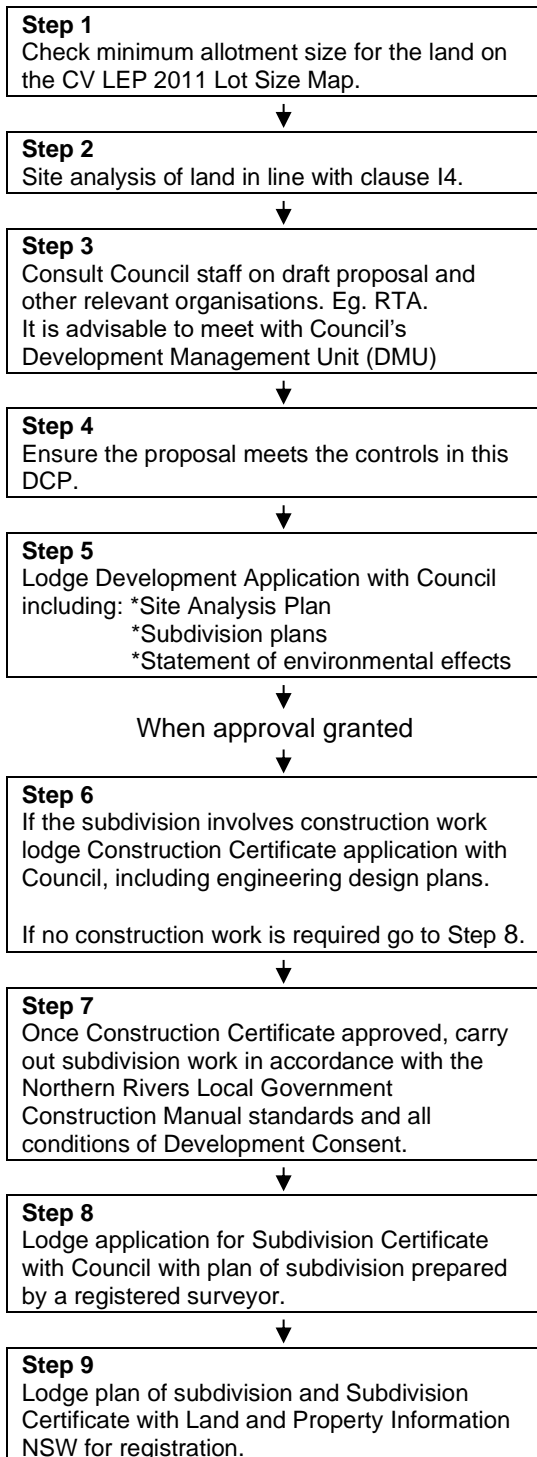 Step 1
Check minimum allotment size for the land on
the CV LEP 2011 Lot Size Map.
Step 2
Site analysis of land in line with clause I4.
Step 3
Consult Council staff on draft proposal and
other relevant organisations. Eg. RTA.
It is advisable to meet with Council's
Development Management Unit (DMU)
Step 4
Ensure the proposal meets the controls in this
DCP.
Step 5
Lodge Development Application with Council
including: *Site Analysis Plan
*Subdivision plans
*Statement of environmental effects
When approval granted
Step 6
If the subdivision involves construction work
lodge Construction Certificate application with
Council, including engineering design plans.
If no construction work is required go to Step 8.
Step 7
Once Construction Certificate approved, carry
out subdivision work in accordance with the
Northern Rivers Local Government
Construction Manual standards and all
conditions of Development Consent.
Step 8
Lodge application for Subdivision Certificate
with Council with plan of subdivision prepared
by a registered surveyor.
Step 9
Lodge plan of subdivision and Subdivision
Certificate with Land and Property Information
NSW for registration.